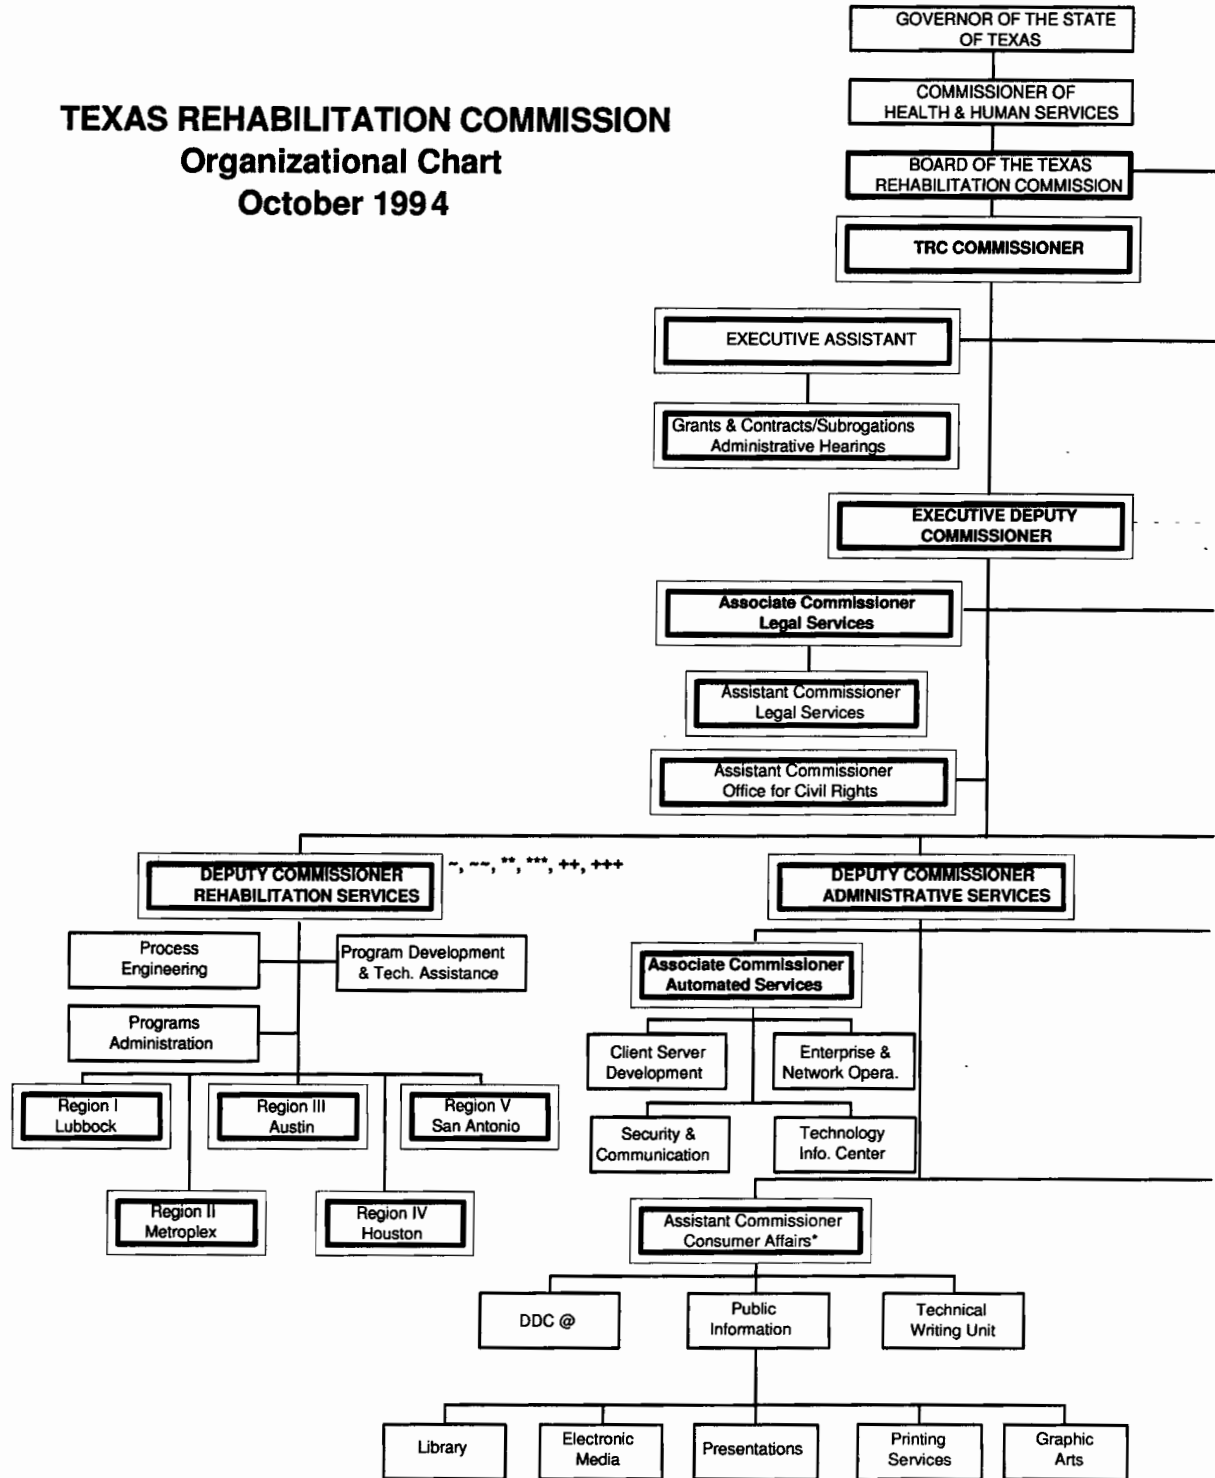 GOVERNOR OF THE STATE
OF TEXAS
COMMISSIONER OF
HEALTH & HUMAN SERVICES
TEXAS REHABILITATION COMMISSION
Organizational Chart
October 1994
BOARD OF THE TEXAS
REHABILITATION COMMISSION
TRC COMMISSIONER
EXECUTIVE ASSISTANT
Grants & Contracts/Subrogations
Administrative Hearings
EXECUTIVE DEPUTY
COMMISSIONER
Associate Commissioner
Legal Services
Assistant Commissioner
Legal Services
Assistant Commissioner
Office for Civil Rights
DEPUTY COMMISSIONER
REHABILITATION SERVICES
~, ~~, **, ***, ++, +++
DEPUTY COMMISSIONER
ADMINISTRATIVE SERVICES
Process
Engineering
Program Development
& Tech. Assistance
Programs
Administration
Region I
Lubbock
Region III
Austin
Region V
San Antonio
Region II
Metroplex
Region IV
Houston
Associate Commissioner
Automated Services
Client Server
Development
Enterprise &
Network Opera.
Security &
Communication
Technology
Info. Center
Assistant Commissioner
Consumer Affairs*
DDC @
Public
Information
Technical
Writing Unit
Library
Electronic
Media
Presentations
Printing
Services
Graphic
Arts